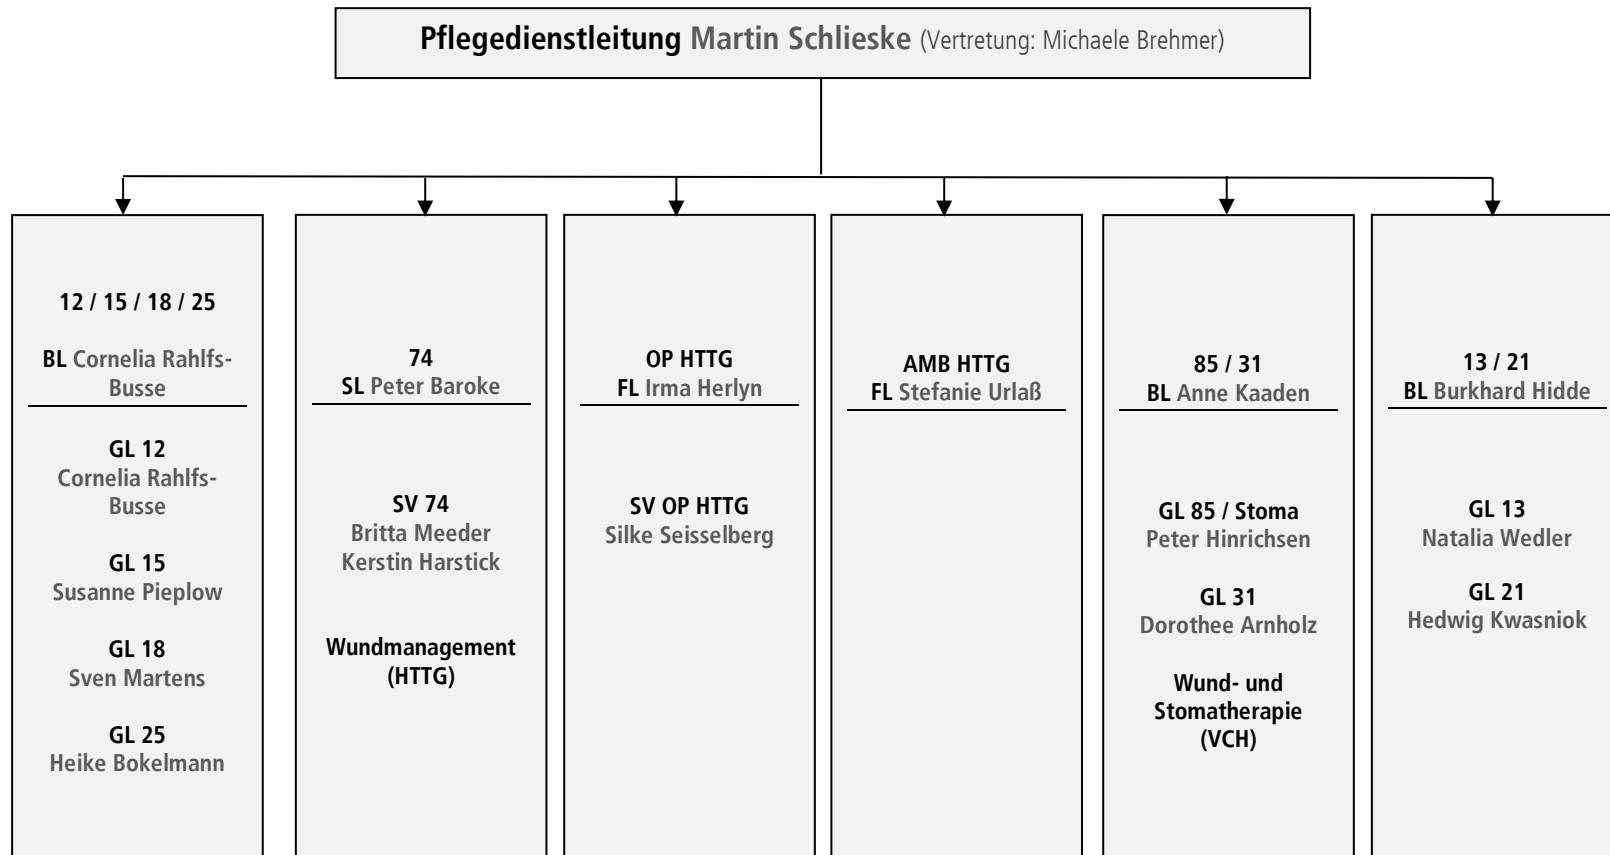 Pflegedienstleitung Martin Schlieske (Vertretung: Michaele Brehmer)
12 / 15 / 18 / 25
BL Cornelia Rahlfs-
Busse
GL 12
Cornelia Rahlfs-
Busse
GL 15
Susanne Pieplow
GL 18
Sven Martens
GL 25
Heike Bokelmann
74
SL Peter Baroke
SV 74
Britta Meeder
Kerstin Harstick
Wundmanagement
(HTTG)
OP HTTG
FL Irma Herlyn
SV OP HTTG
Silke Seisselberg
AMB HTTG
FL Stefanie Urlaß
85 / 31
BL Anne Kaaden
GL 85 / Stoma
Peter Hinrichsen
GL 31
Dorothee Arnholz
Wund- und
Stomatherapie
(VCH)
13 / 21
BL Burkhard Hidde
GL 13
Natalia Wedler
GL 21
Hedwig Kwasniok